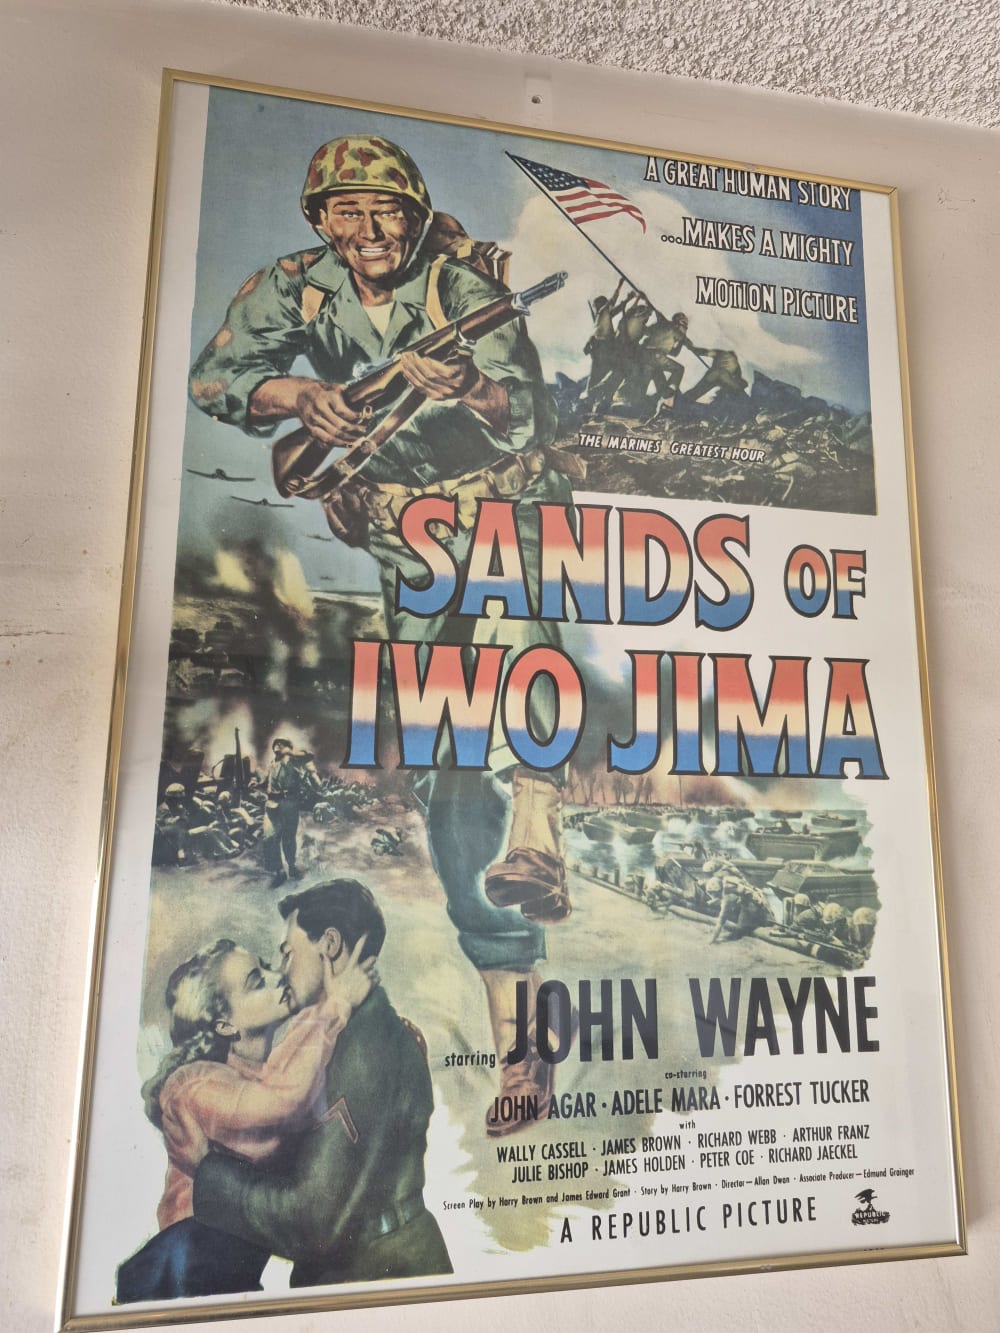 A GREAT HUMAN STORY
...MAKES A MIGHTY
MOTION PICTURE
THE MARINES GREATEST HOUR
SANDS OF
IWO JIMA
starring JOHN WAYNE
co-starring
JOHN AGAR · ADELE MARA · FORREST TUCKER
with
WALLY CASSELL · JAMES BROWN · RICHARD WEBB · ARTHUR FRANZ
JULIE BISHOP · JAMES HOLDEN · PETER COE · RICHARD JAECKEL
Screen Play by Harry Brown and James Edward Grant · Story by Harry Brown · Director—Allan Dwan · Associate Producer—Edmund Grainger
A REPUBLIC PICTURE
REPUBLIC